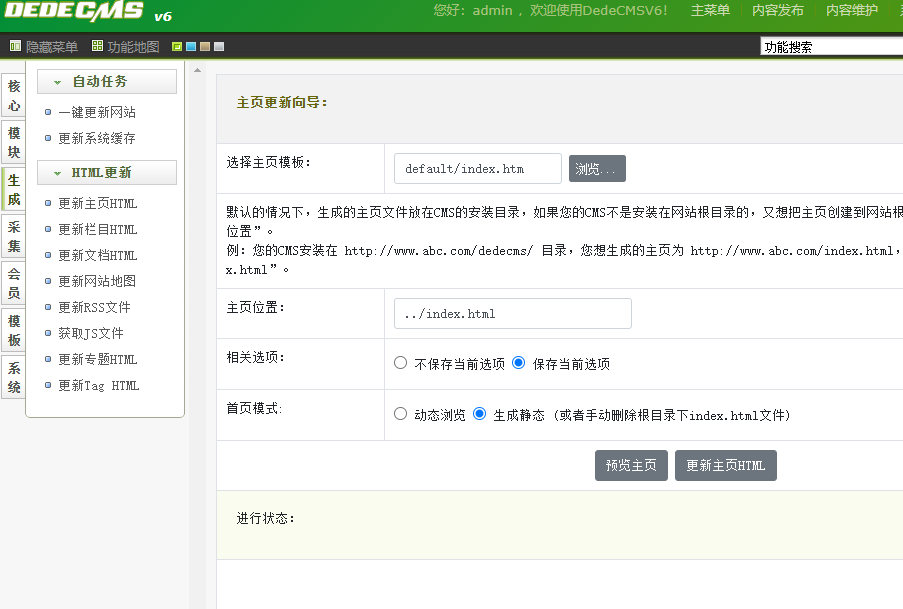 DEDECMS v6
您好：admin ，欢迎使用DedeCMSV6！ 主菜单 内容发布 内容维护
隐藏菜单 功能地图 功能搜索
核心
模块
生成
采集
会员
模板
系统
自动任务
一键更新网站
更新系统缓存
HTML更新
更新主页HTML
更新栏目HTML
更新文档HTML
更新网站地图
更新RSS文件
获取JS文件
更新专题HTML
更新Tag HTML
主页更新向导：
选择主页模板： default/index.htm 浏览...
默认的情况下，生成的主页文件放在CMS的安装目录，如果您的CMS不是安装在网站根目录的，又想把主页创建到网站根
位置”。
例：您的CMS安装在 http://www.abc.com/dedecms/ 目录，您想生成的主页为 http://www.abc.com/index.html，
x.html”。
主页位置： ../index.html
相关选项： 不保存当前选项 保存当前选项
首页模式: 动态浏览 生成静态 (或者手动删除根目录下index.html文件)
预览主页 更新主页HTML
进行状态：